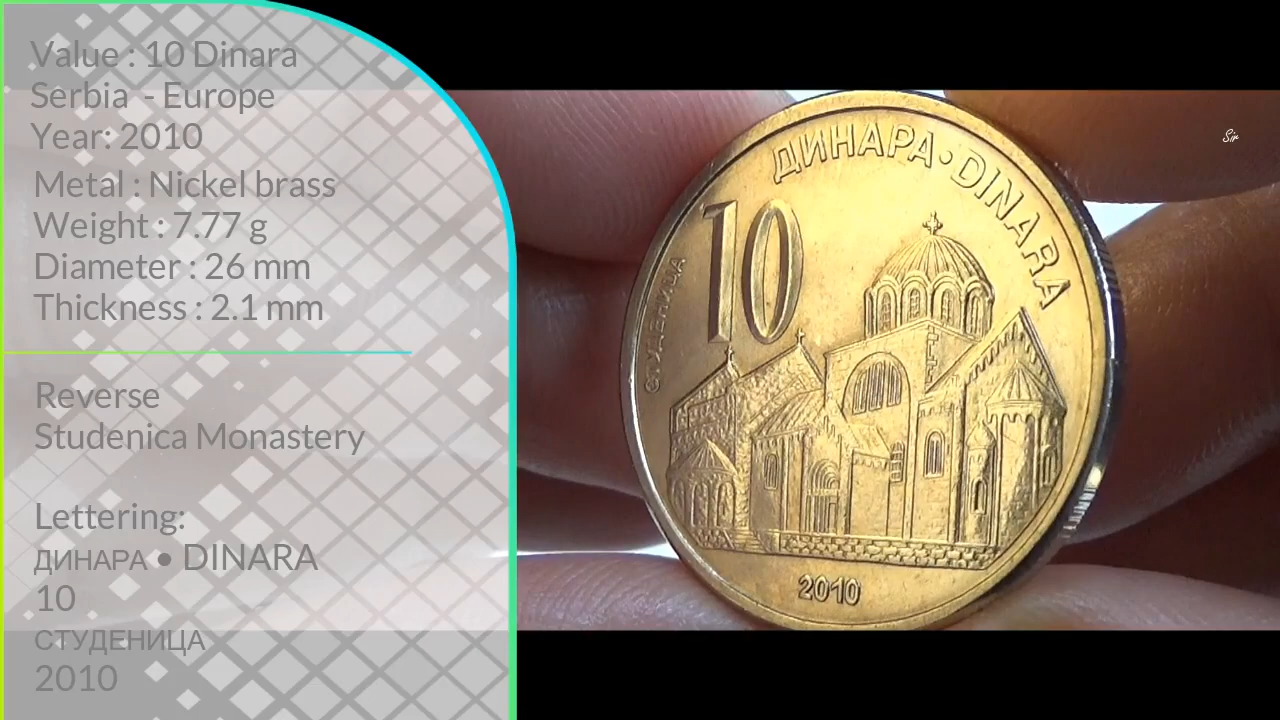 Value : 10 Dinara
Serbia - Europe
Year: 2010
Metal : Nickel brass
Weight : 7.77 g
Diameter : 26 mm
Thickness : 2.1 mm
Reverse
Studenica Monastery
Lettering:
ДИНАРА ● DINARA
10
СТУДЕНИЦА
2010
ДИНАРА • DINARA
10
СТУДЕНИЦА
2010
Sir